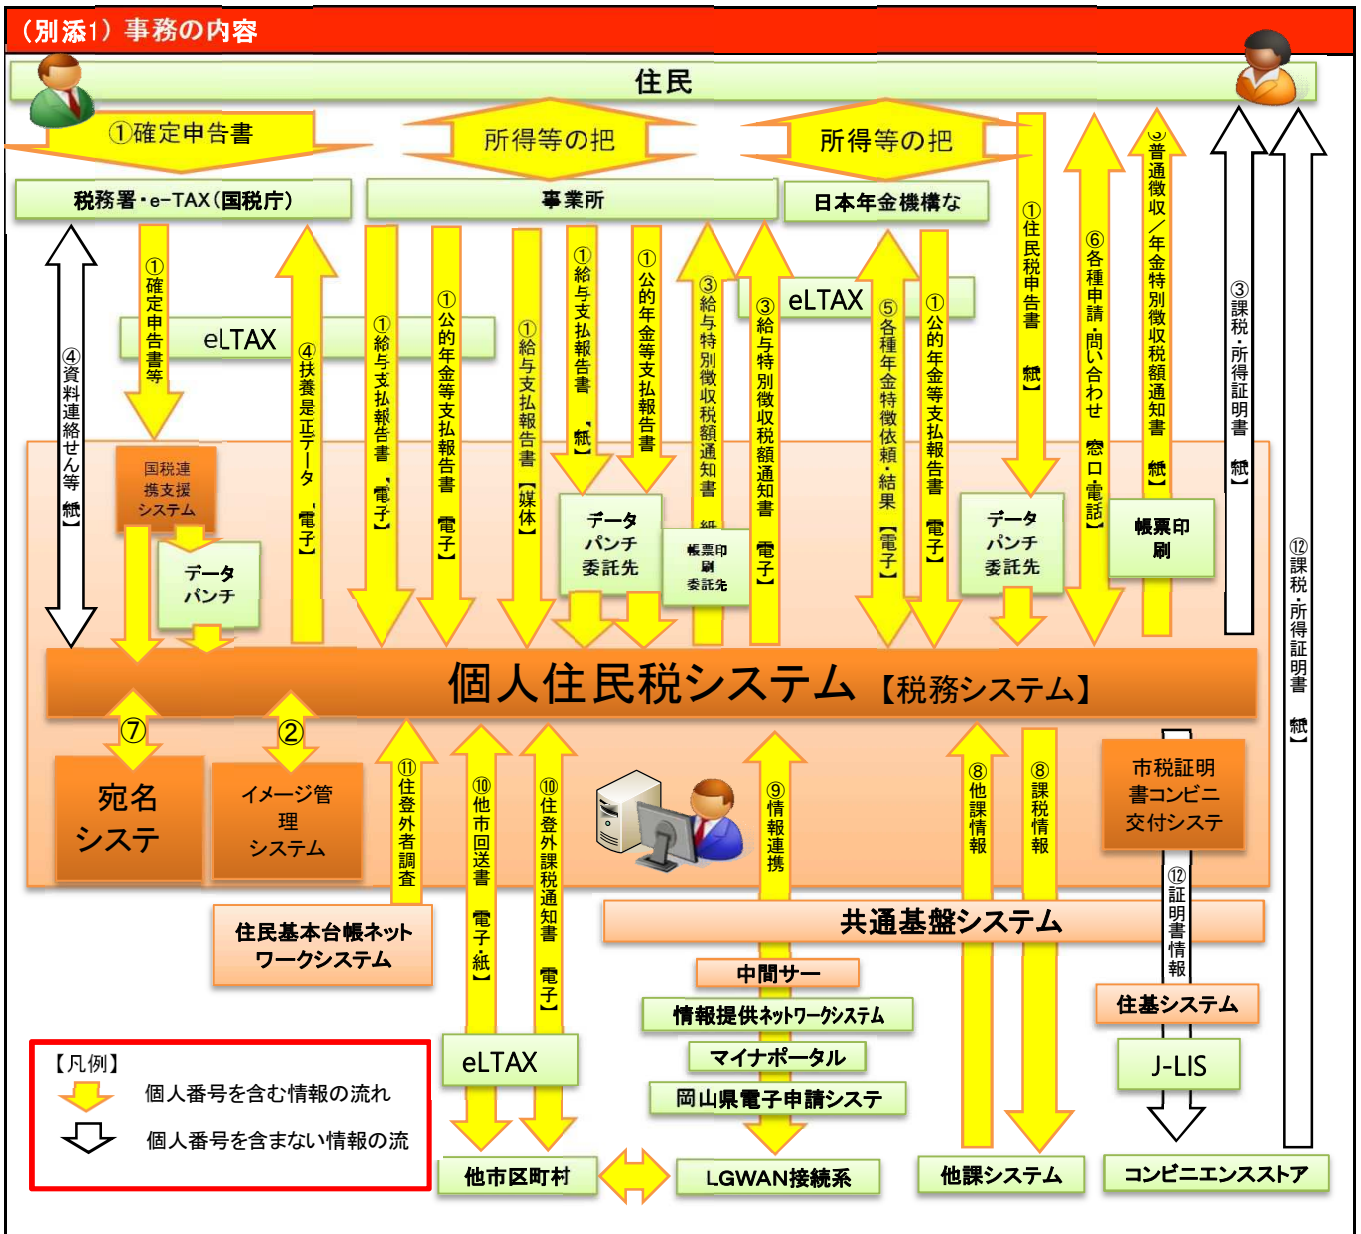 （別添1）事務の内容
住民
①確定申告書
所得等の把
所得等の把
税務署・e-TAX（国税庁）
事業所
日本年金機構な
①住民税申告書 紙】
⑥各種申請・問い合わせ 窓口・電話】
普通徴収／年金特別徴収税額通知書 紙】
③課税・所得証明書 紙】
⑫課税・所得証明書 紙】
④資料連絡せん等 紙】
①確定申告書等
eLTAX
④扶養是正データ 電子】
①給与支払報告書 電子】
①公的年金等支払報告書 電子】
①給与支払報告書【媒体】
①給与支払報告書 紙】
①公的年金等支払報告書
③給与特別徴収税額通知書 紙
③給与特別徴収税額通知書 電子】
eLTAX
⑤各種年金特徴依頼・結果【電子】
①公的年金等支払報告書 電子】
国税連
携支援
システム
データ
パンチ
データ
パンチ
委託先
帳票印
刷
委託先
データ
パンチ
委託先
帳票印
刷
個人住民税システム【税務システム】
⑦
②
宛名
システ
イメージ管
理
システム
⑪住登外者調査
⑩他市回送書 電子・紙】
⑩住登外課税通知書 電子】
⑨情報連携
⑧他課情報
⑧課税情報
市税証明
書コンビニ
交付システ
⑫証明書情報
住民基本台帳ネット
ワークシステム
共通基盤システム
中間サー
情報提供ネットワークシステム
マイナポータル
岡山県電子申請システ
住基システム
J-LIS
eLTAX
【凡例】
個人番号を含む情報の流れ
個人番号を含まない情報の流
他市区町村
LGWAN接続系
他課システム
コンビニエンスストア